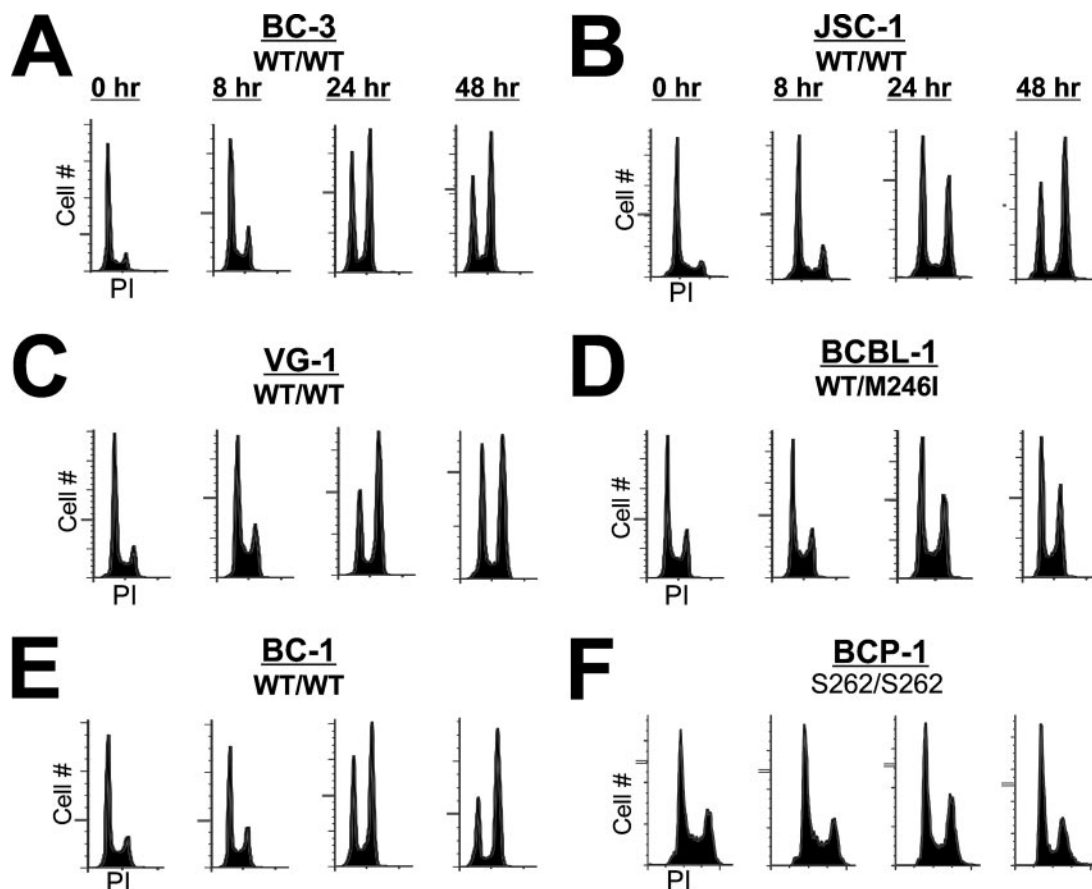 A
BC-3
WT/WT
0 hr
8 hr
24 hr
48 hr
Cell #
PI
B
JSC-1
WT/WT
0 hr
8 hr
24 hr
48 hr
Cell #
PI
C
VG-1
WT/WT
Cell #
PI
D
BCBL-1
WT/M246I
Cell #
PI
E
BC-1
WT/WT
Cell #
PI
F
BCP-1
S262/S262
Cell #
PI